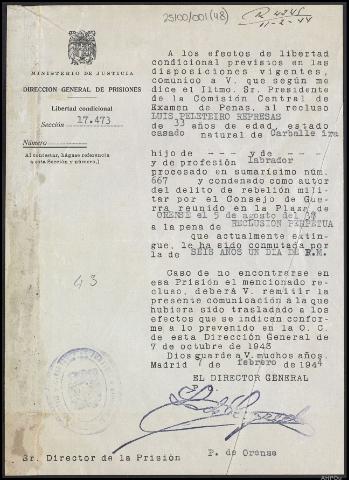 25100/001(48)
R 4245
11-2-44
MINISTERIO DE JUSTICIA
DIRECCIÓN GENERAL DE PRISIONES
Libertad condicional
Sección 17.473
Número
Al contestar, hágase referencia
a esta Sección y número.
43
A los efectos de libertad
condicional previstos en las
disposiciones vigentes,
comunico a V. que según me
dice el Iltmo. Sr. Presidente
de la Comisión Central de
Examen de Penas, al recluso
LUIS PELETEIRO REPRESAS
de 33 años de edad, estado
casado natural de Carballeira
hijo de - - - y de - - -
y de profesión Labrador
procesado en sumarísimo núm.
667 y condenado como autor
del delito de rebelión mili-
tar por el Consejo de Gue-
rra reunido en la Plaza de
ORENSE el 5 de agosto del 37
a la pena de RECLUSION PERPETUA
que actualmente extin-
gue, le ha sido conmutada por
la de SEIS AÑOS UN DIA DE P.M.
Caso de no encontrarse en
esa Prisión el mencionado re-
cluso, deberá V. remitir la
presente comunicación a la que
hubiera sido trasladado a los
efectos que se indican confor-
me a lo prevenido en la O. C.
de esta Dirección General de
7 de octubre de 1943
Dios guarde a V. muchos años.
Madrid 7 de febrero de 1944
EL DIRECTOR GENERAL
Sr. Director de la Prisión P. de Orense